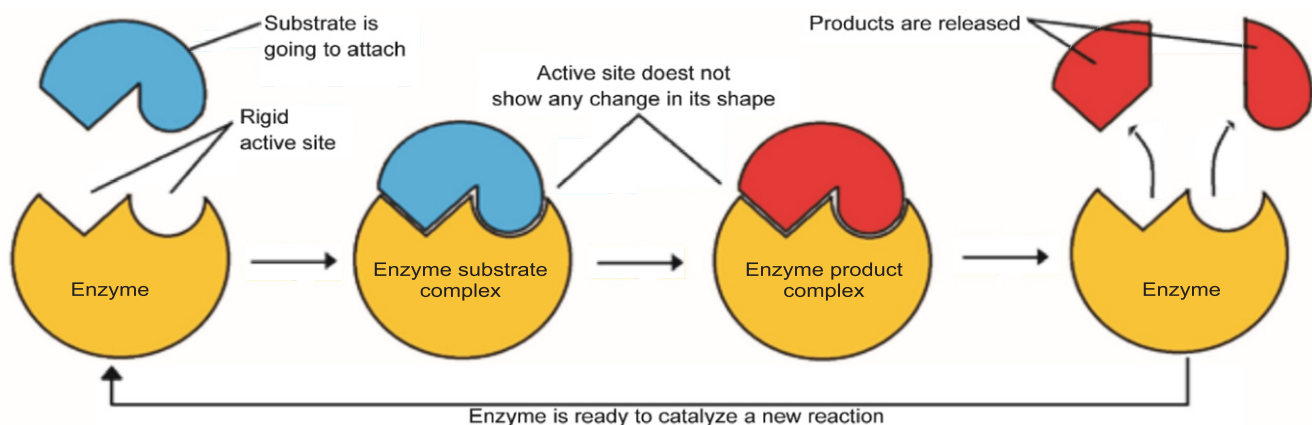 Substrate is
going to attach
Rigid
active site
Enzyme
Active site doest not
show any change in its shape
Enzyme substrate
complex
Enzyme product
complex
Products are released
Enzyme
Enzyme is ready to catalyze a new reaction